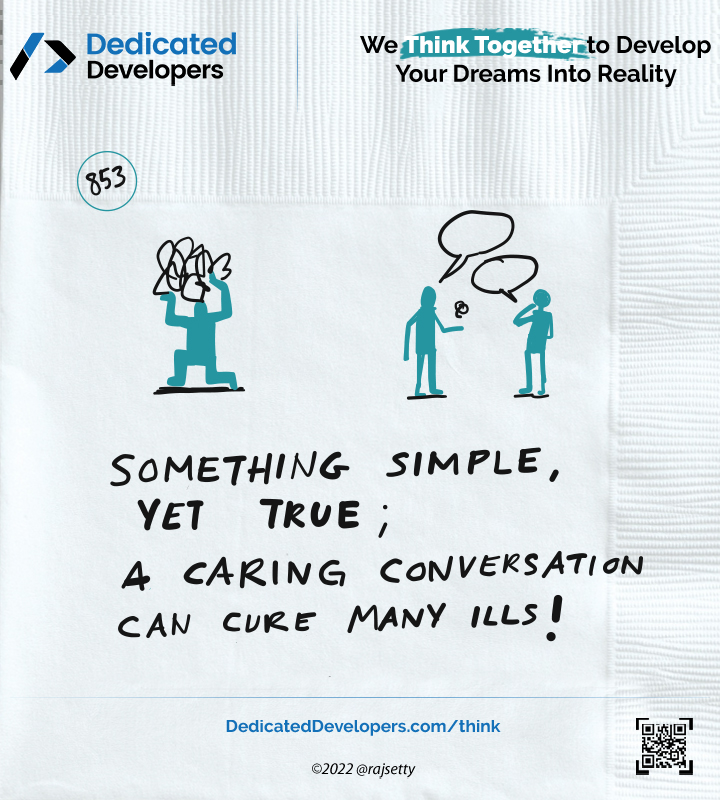 Dedicated
Developers
We Think Together to Develop
Your Dreams Into Reality
853
SOMETHING SIMPLE,
YET TRUE;
A CARING CONVERSATION
CAN CURE MANY ILLS!
DedicatedDevelopers.com/think
©2022 @rajsetty